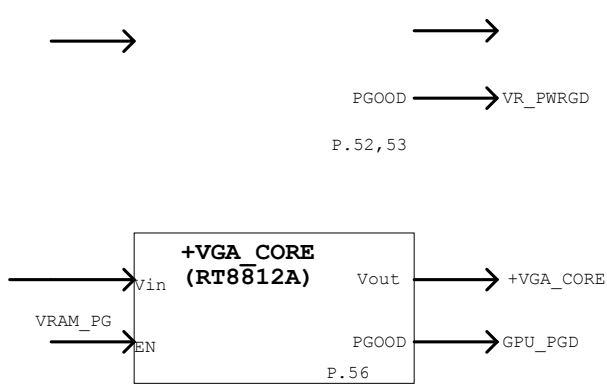 PGOOD VR_PWRGD
P.52,53
+VGA_CORE
(RT8812A)
Vin Vout +VGA_CORE
VRAM_PG
EN PGOOD GPU_PGD
P.56